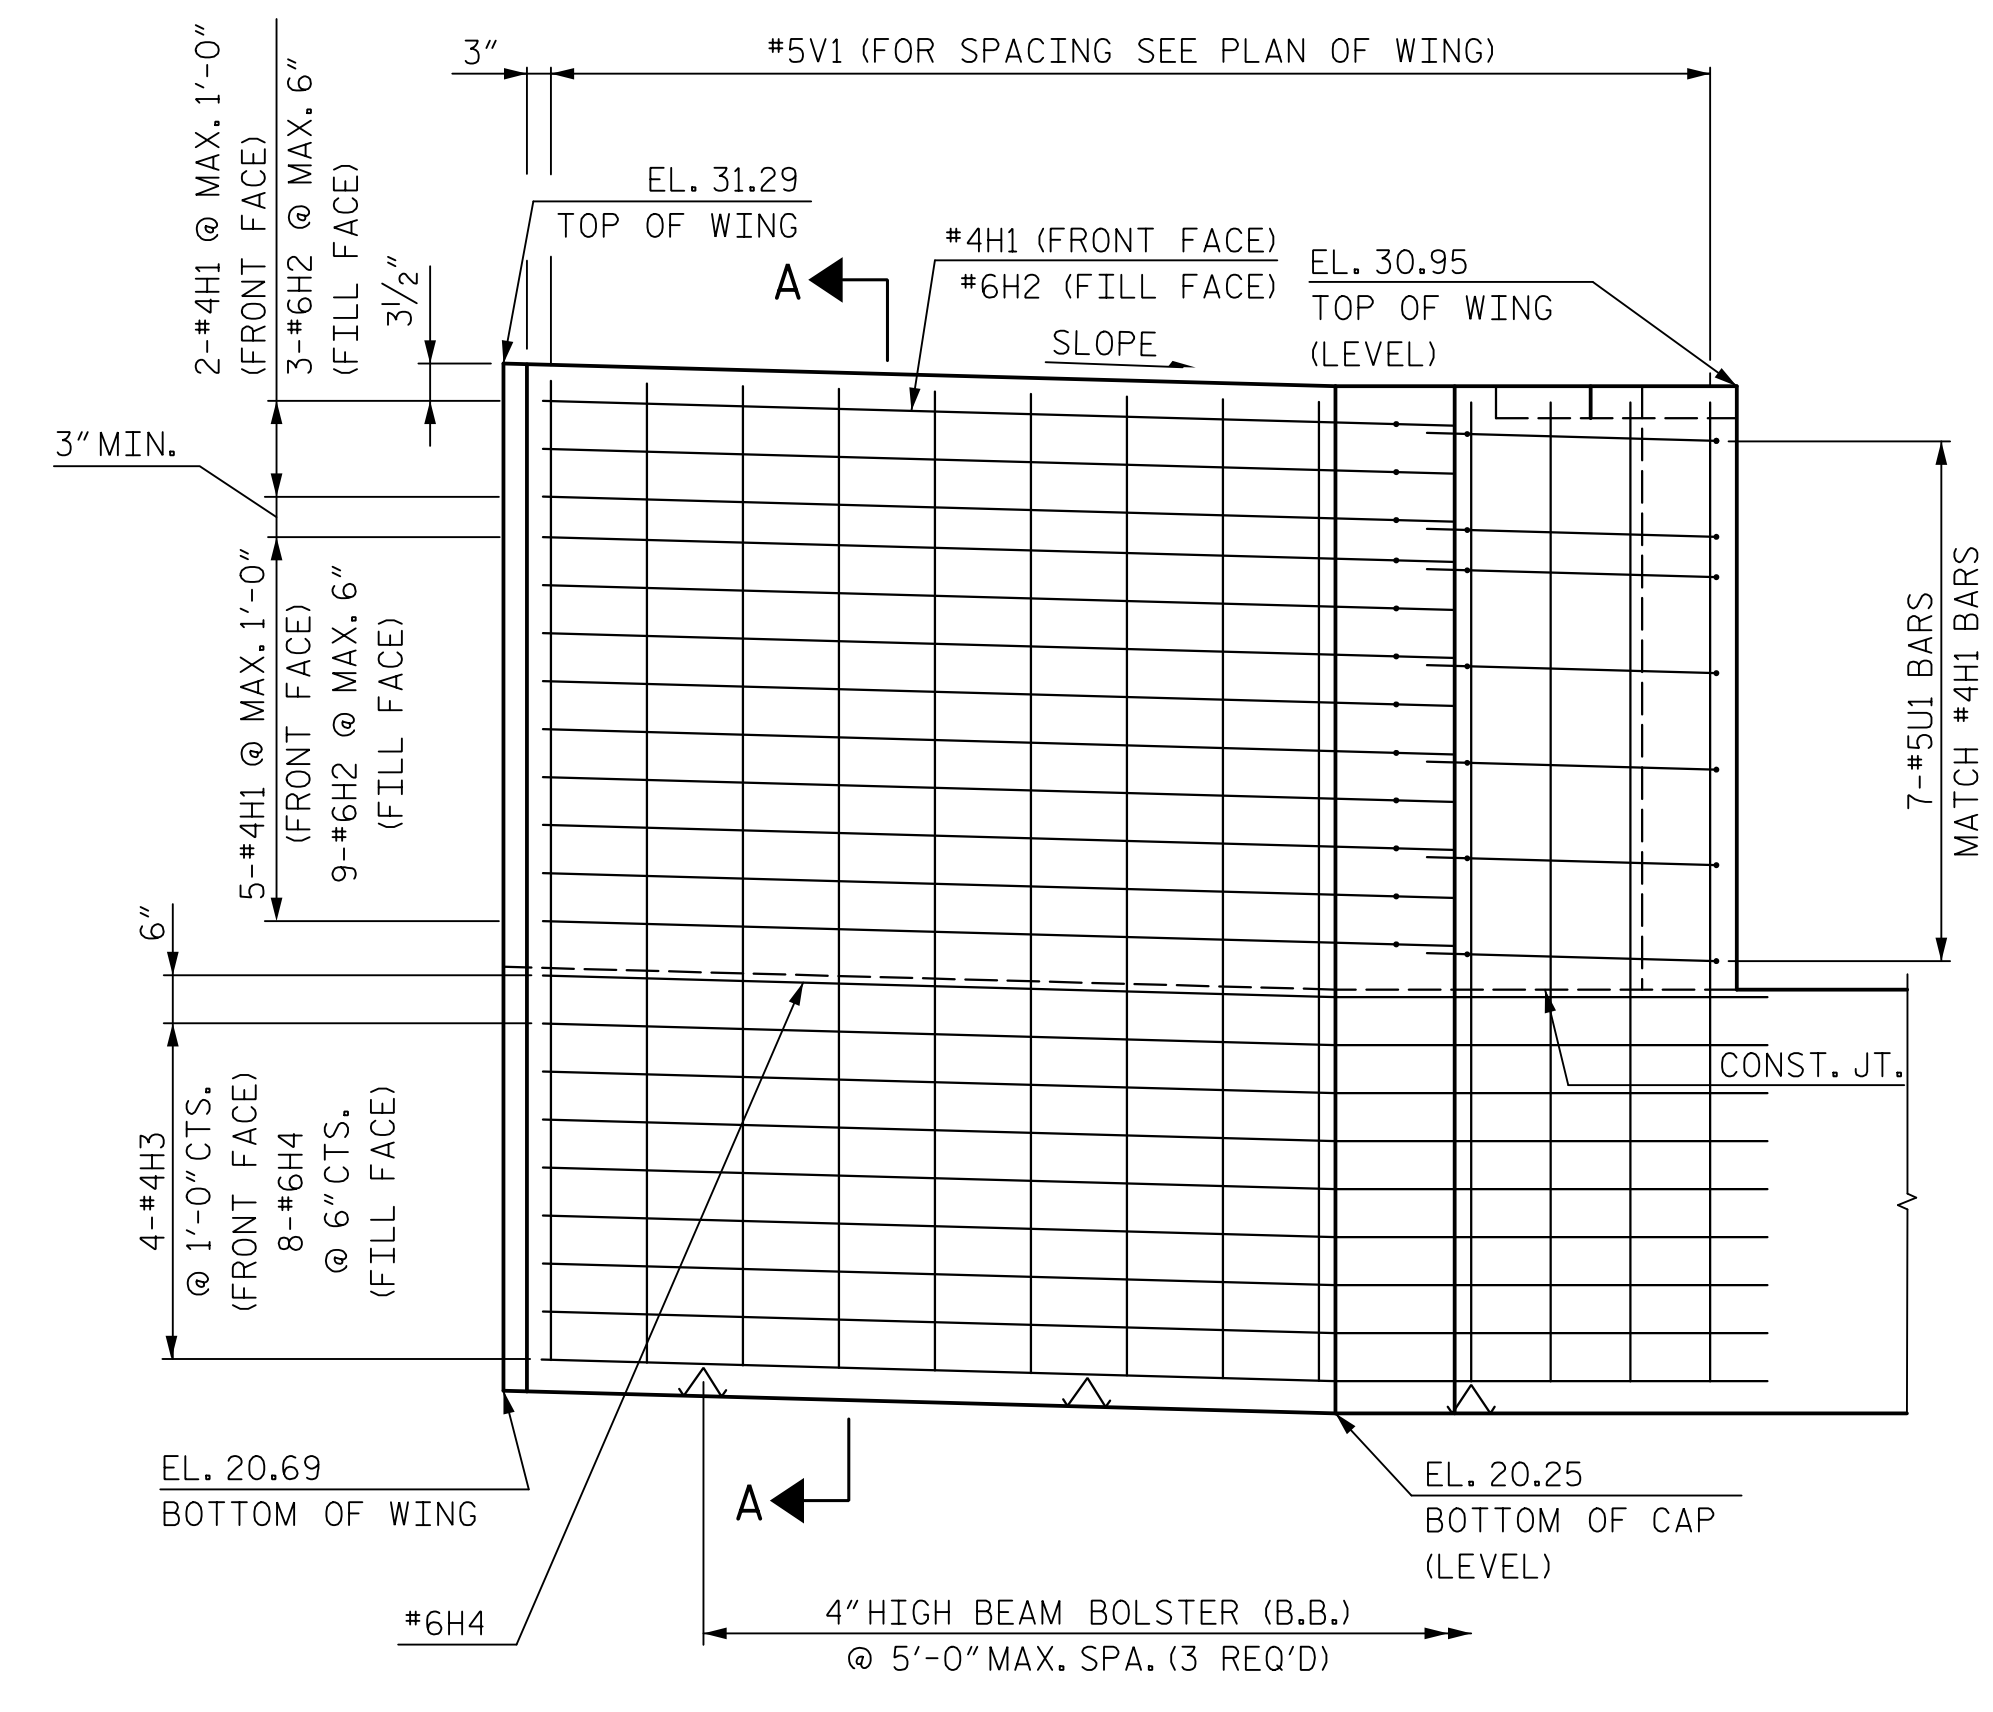 3"
#5V1 (FOR SPACING SEE PLAN OF WING)
2-#4H1 @ MAX. 1'-0"
(FRONT FACE)
3-#6H2 @ MAX. 6"
(FILL FACE)
3½"
EL. 31.29
TOP OF WING
A
#4H1 (FRONT FACE)
#6H2 (FILL FACE)
SLOPE
EL. 30.95
TOP OF WING
(LEVEL)
3" MIN.
5-#4H1 @ MAX. 1'-0"
(FRONT FACE)
9-#6H2 @ MAX. 6"
(FILL FACE)
7-#5U1 BARS
MATCH #4H1 BARS
6"
4-#4H3
@ 1'-0" CTS.
(FRONT FACE)
8-#6H4
@ 6" CTS.
(FILL FACE)
CONST. JT.
EL. 20.69
BOTTOM OF WING
A
EL. 20.25
BOTTOM OF CAP
(LEVEL)
#6H4
4" HIGH BEAM BOLSTER (B.B.)
@ 5'-0" MAX. SPA. (3 REQ'D)